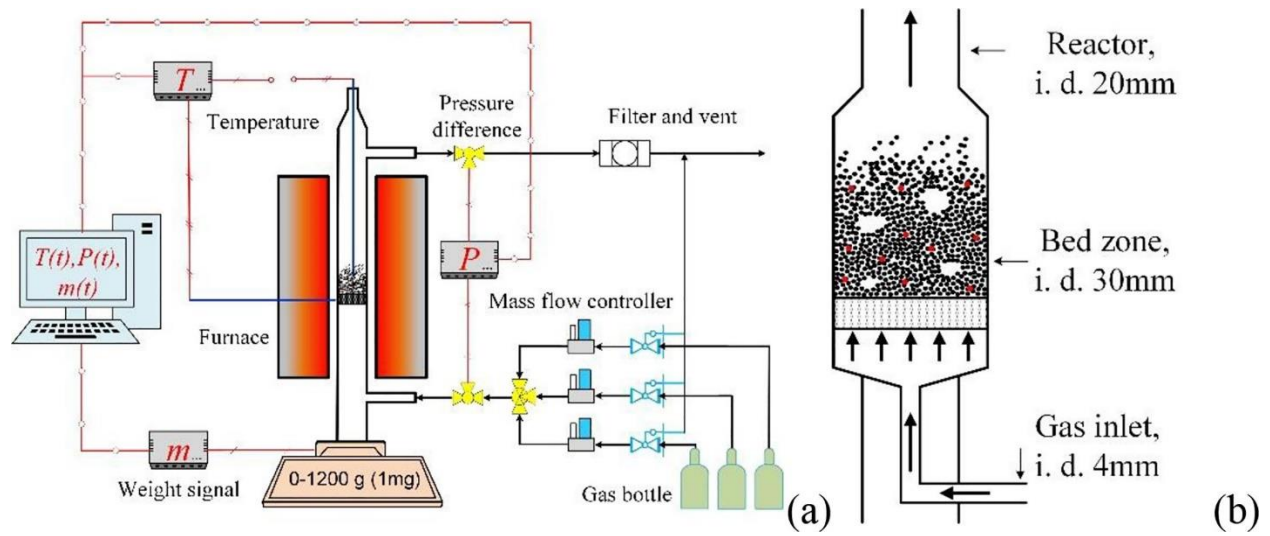 T
Temperature
Pressure
difference
Filter and vent
T(t),P(t),
m(t)
P
...
Mass flow controller
Furnace
m
...
Weight signal
0-1200 g (1mg)
Gas bottle
(a)
Reactor,
i. d. 20mm
Bed zone,
i. d. 30mm
Gas inlet,
i. d. 4mm
(b)